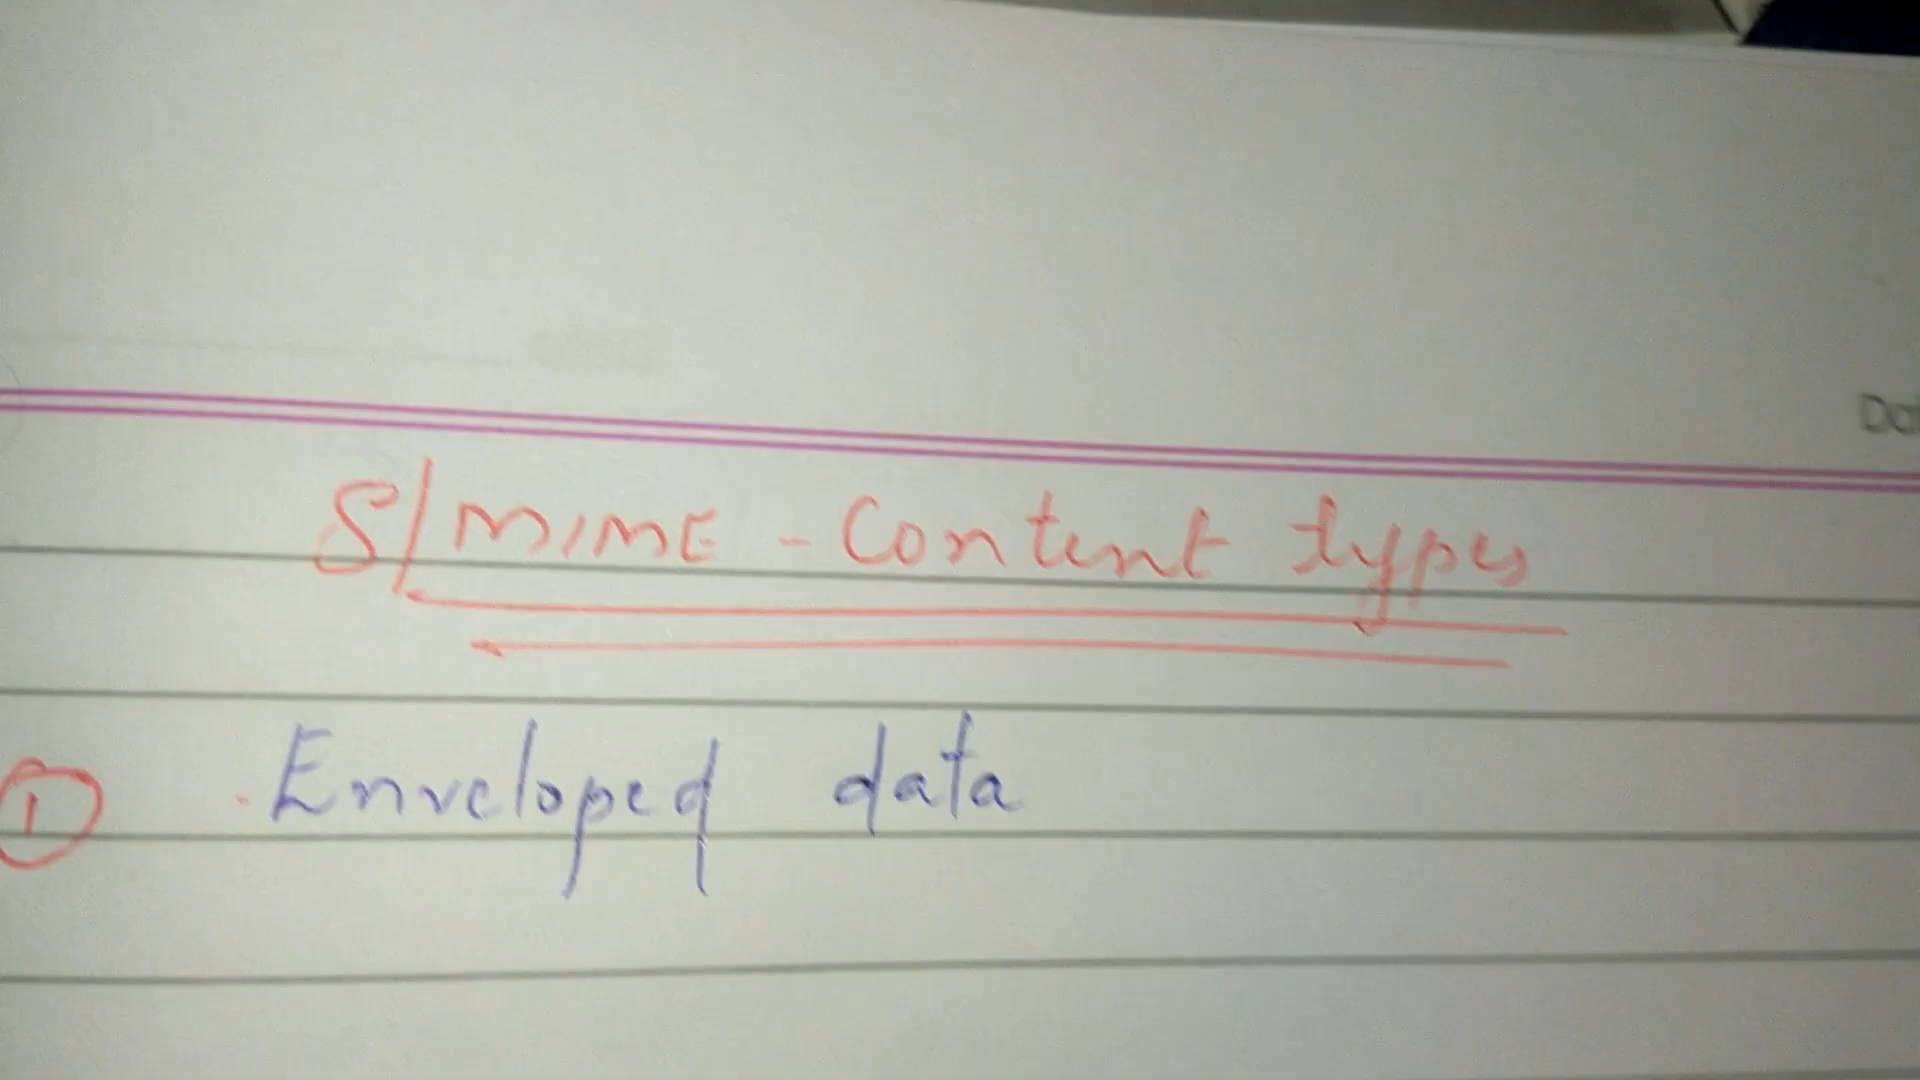 S/MIME - Content types
① Enveloped data